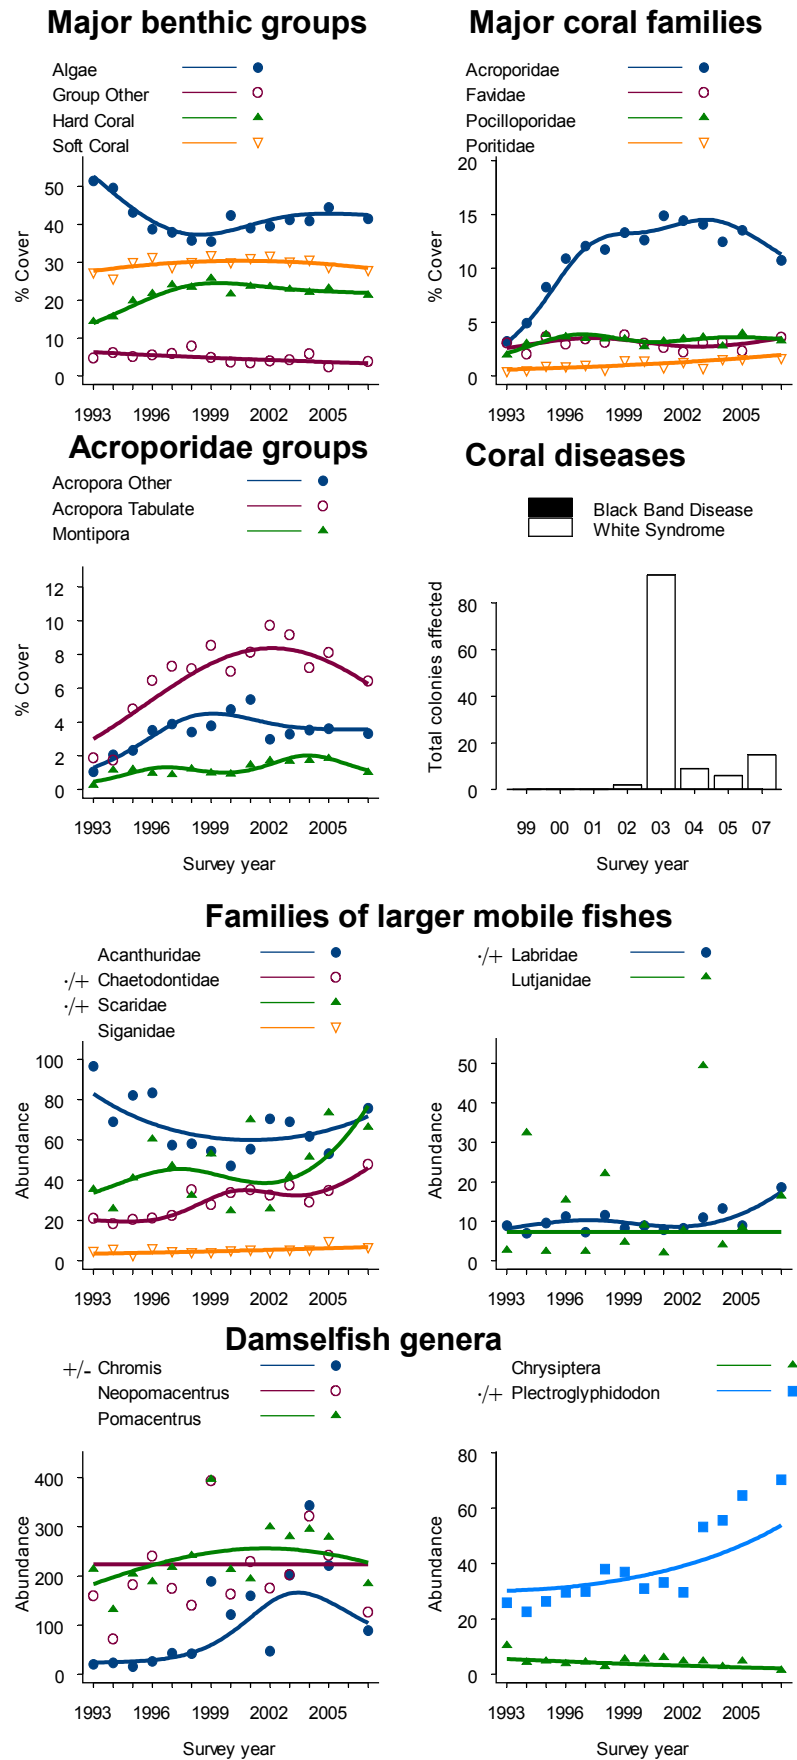 Major benthic groups
Algae
Group Other
Hard Coral
Soft Coral
50
40
30
20
10
0
% Cover
1993 1996 1999 2002 2005
Major coral families
Acroporidae
Favidae
Pocilloporidae
Poritidae
20
15
10
5
0
% Cover
1993 1996 1999 2002 2005
Acroporidae groups
Acropora Other
Acropora Tabulate
Montipora
12
10
8
6
4
2
0
% Cover
1993 1996 1999 2002 2005
Survey year
Coral diseases
Black Band Disease
White Syndrome
80
60
40
20
0
Total colonies affected
99 00 01 02 03 04 05 07
Survey year
Families of larger mobile fishes
Acanthuridae
·/+ Chaetodontidae
·/+ Scaridae
Siganidae
100
80
60
40
20
0
Abundance
1993 1996 1999 2002 2005
·/+ Labridae
Lutjanidae
50
40
30
20
10
0
Abundance
1993 1996 1999 2002 2005
Damselfish genera
+/- Chromis
Neopomacentrus
Pomacentrus
400
300
200
100
0
Abundance
1993 1996 1999 2002 2005
Survey year
Chrysiptera
·/+ Plectroglyphidodon
80
60
40
20
0
Abundance
1993 1996 1999 2002 2005
Survey year